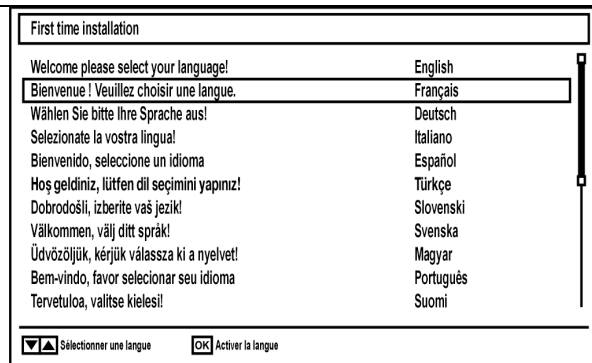 First time installation
Welcome please select your language! English
Bienvenue ! Veuillez choisir une langue. Français
Wählen Sie bitte Ihre Sprache aus! Deutsch
Selezionate la vostra lingua! Italiano
Bienvenido, seleccione un idioma Español
Hoş geldiniz, lütfen dil seçimini yapınız! Türkçe
Dobrodošli, izberite vaš jezik! Slovenski
Välkommen, välj ditt språk! Svenska
Üdvözöljük, kérjük válassza ki a nyelvet! Magyar
Bem-vindo, favor selecionar seu idioma Português
Tervetuloa, valitse kielesi! Suomi
Sélectionner une langue OK Activer la langue